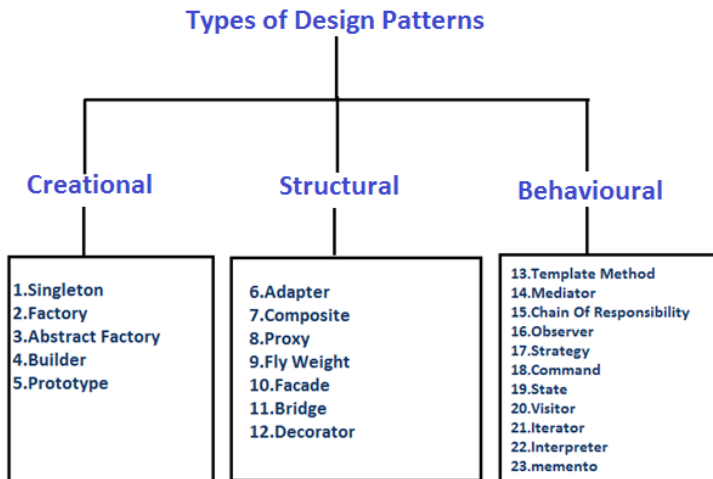 Types of Design Patterns
Creational
Structural
Behavioural
1.Singleton
2.Factory
3.Abstract Factory
4.Builder
5.Prototype
6.Adapter
7.Composite
8.Proxy
9.Fly Weight
10.Facade
11.Bridge
12.Decorator
13.Template Method
14.Mediator
15.Chain Of Responsibility
16.Observer
17.Strategy
18.Command
19.State
20.Visitor
21.Iterator
22.Interpreter
23.memento